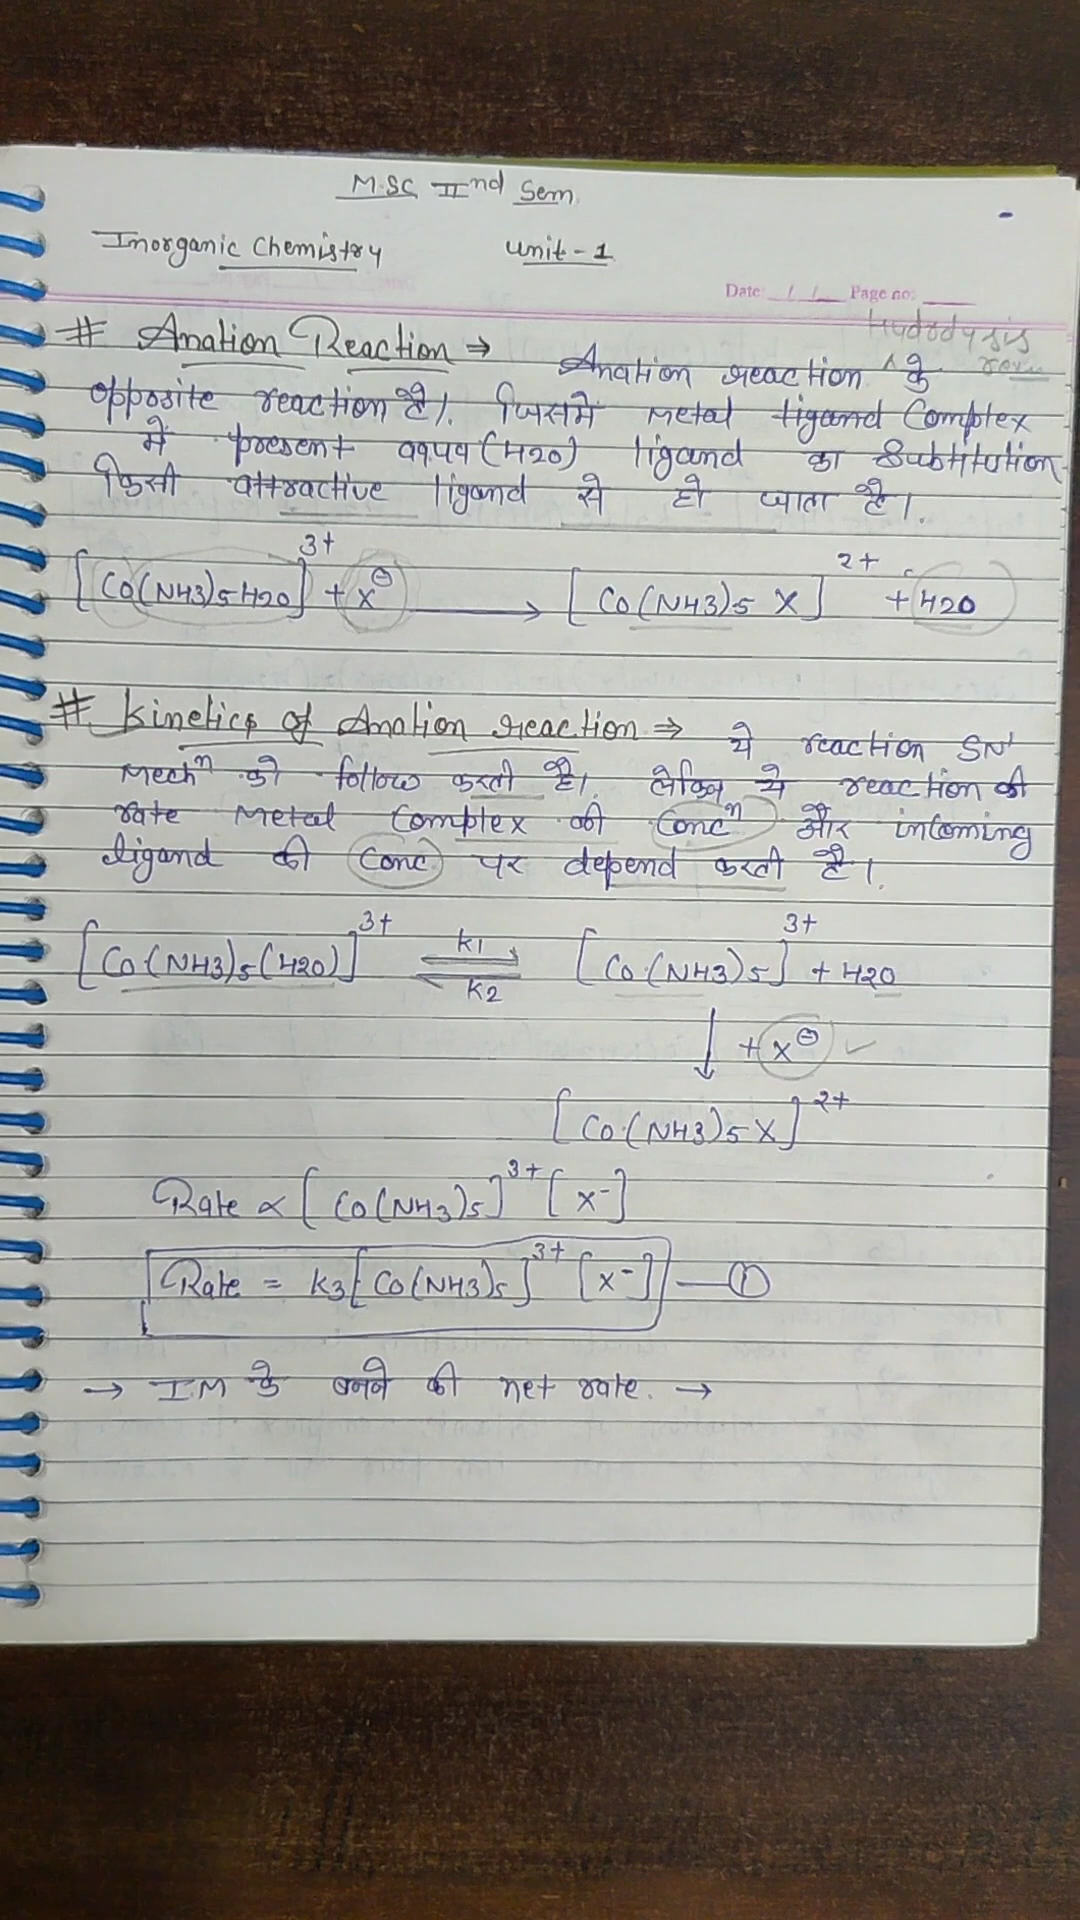 M.SC IInd Sem.
Inorganic Chemistry Unit-1
Date / / Page no:
Hydrolysis
# Anation Reaction ⇒ Anation reaction ^ के rexn
opposite reaction है।. जिसमें metal ligand Complex
में present aqua (H2O) ligand का Substitution
किसी attractive ligand से हो जाता है।.
[Co(NH3)5H2O]3+ + X⊖ ⟶ [Co(NH3)5 X]2+ + H2O
# Kinetics of Anation reaction ⇒ ये reaction SN1
Mechn को follow करती है। लेकिन ये reaction की
rate Metal Complex की Concn और incoming
ligand की Conc पर depend करती है।.
[Co(NH3)5(H2O)]3+ k1 ⇌ k2 [Co(NH3)5]3+ + H2O
↓ + X⊖ ✓
[Co(NH3)5X]2+
Rate ∝ [Co(NH3)5]3+ [X-]
Rate = k3[Co(NH3)5]3+ [X-] — ①
→ I.M के बनने की net rate. →